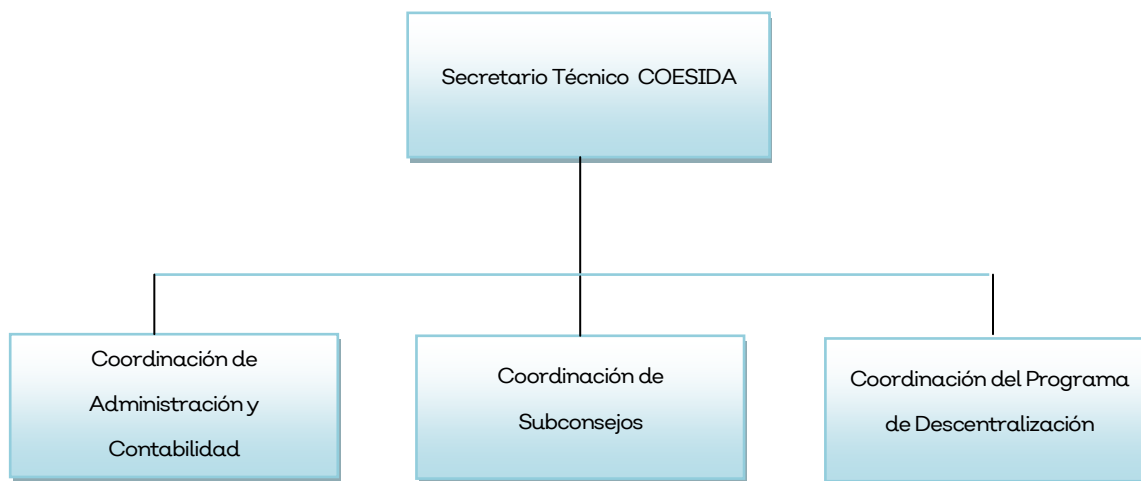 Secretario Técnico COESIDA
Coordinación de
Administración y
Contabilidad
Coordinación de
Subconsejos
Coordinación del Programa
de Descentralización